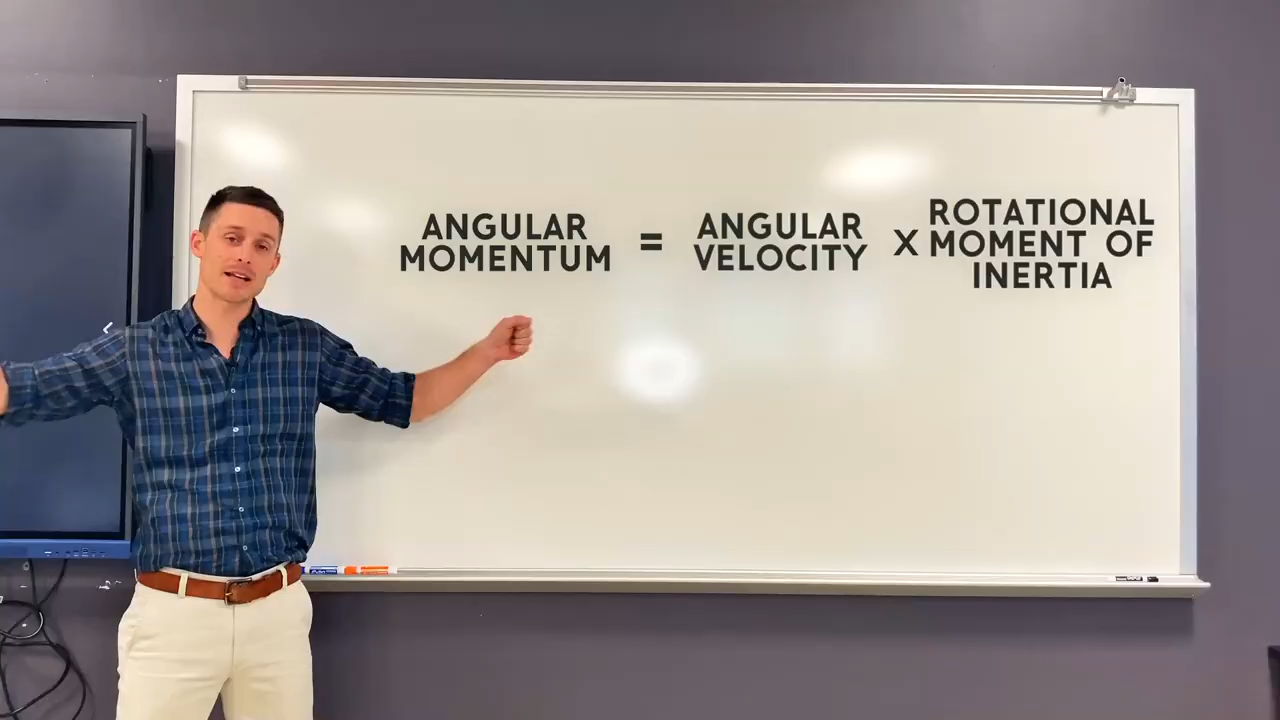 ANGULAR
MOMENTUM
=
ANGULAR
VELOCITY
X
ROTATIONAL
MOMENT OF
INERTIA